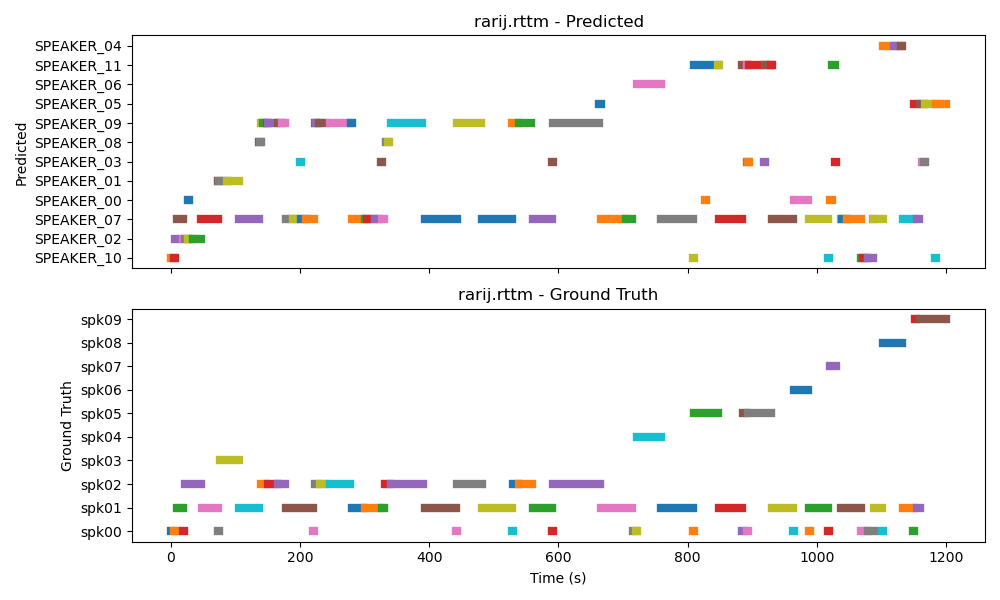 rarij.rttm - Predicted
SPEAKER_04
SPEAKER_11
SPEAKER_06
SPEAKER_05
SPEAKER_09
SPEAKER_08
SPEAKER_03
SPEAKER_01
SPEAKER_00
SPEAKER_07
SPEAKER_02
SPEAKER_10
Predicted
rarij.rttm - Ground Truth
spk09
spk08
spk07
spk06
spk05
spk04
spk03
spk02
spk01
spk00
Ground Truth
0 200 400 600 800 1000 1200
Time (s)